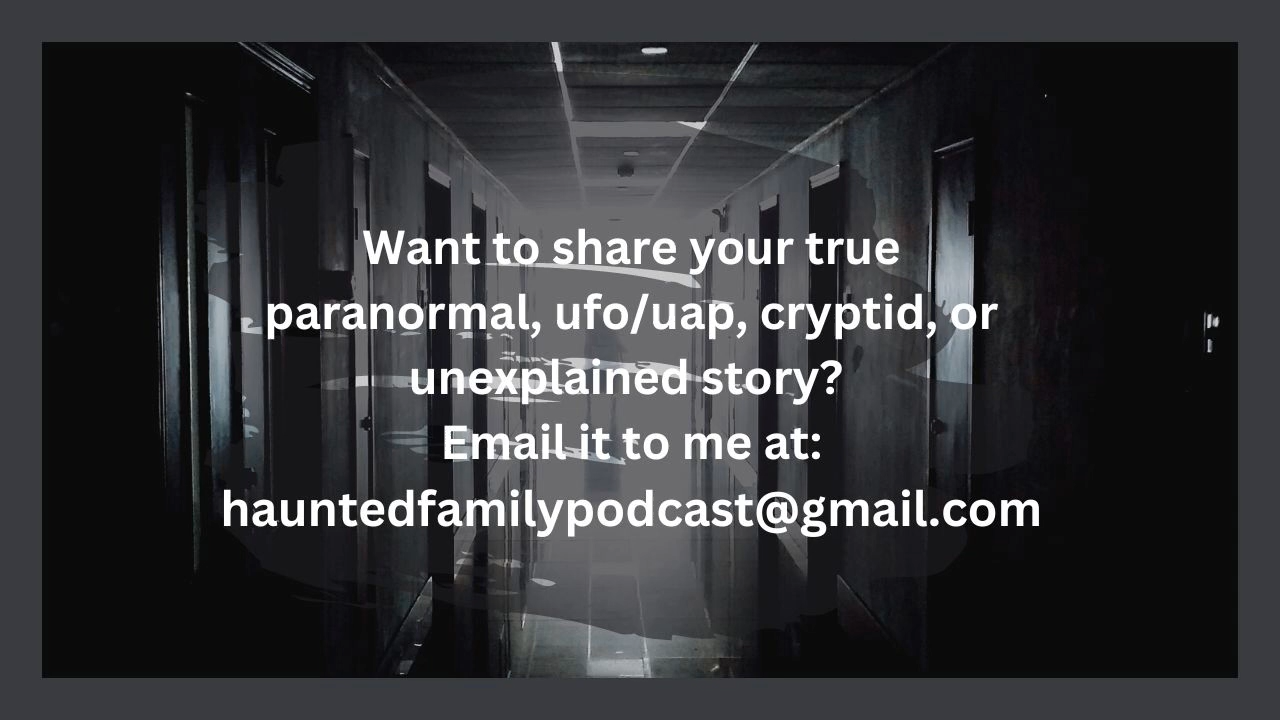 Want to share your true
paranormal, ufo/uap, cryptid, or
unexplained story?
Email it to me at:
hauntedfamilypodcast@gmail.com